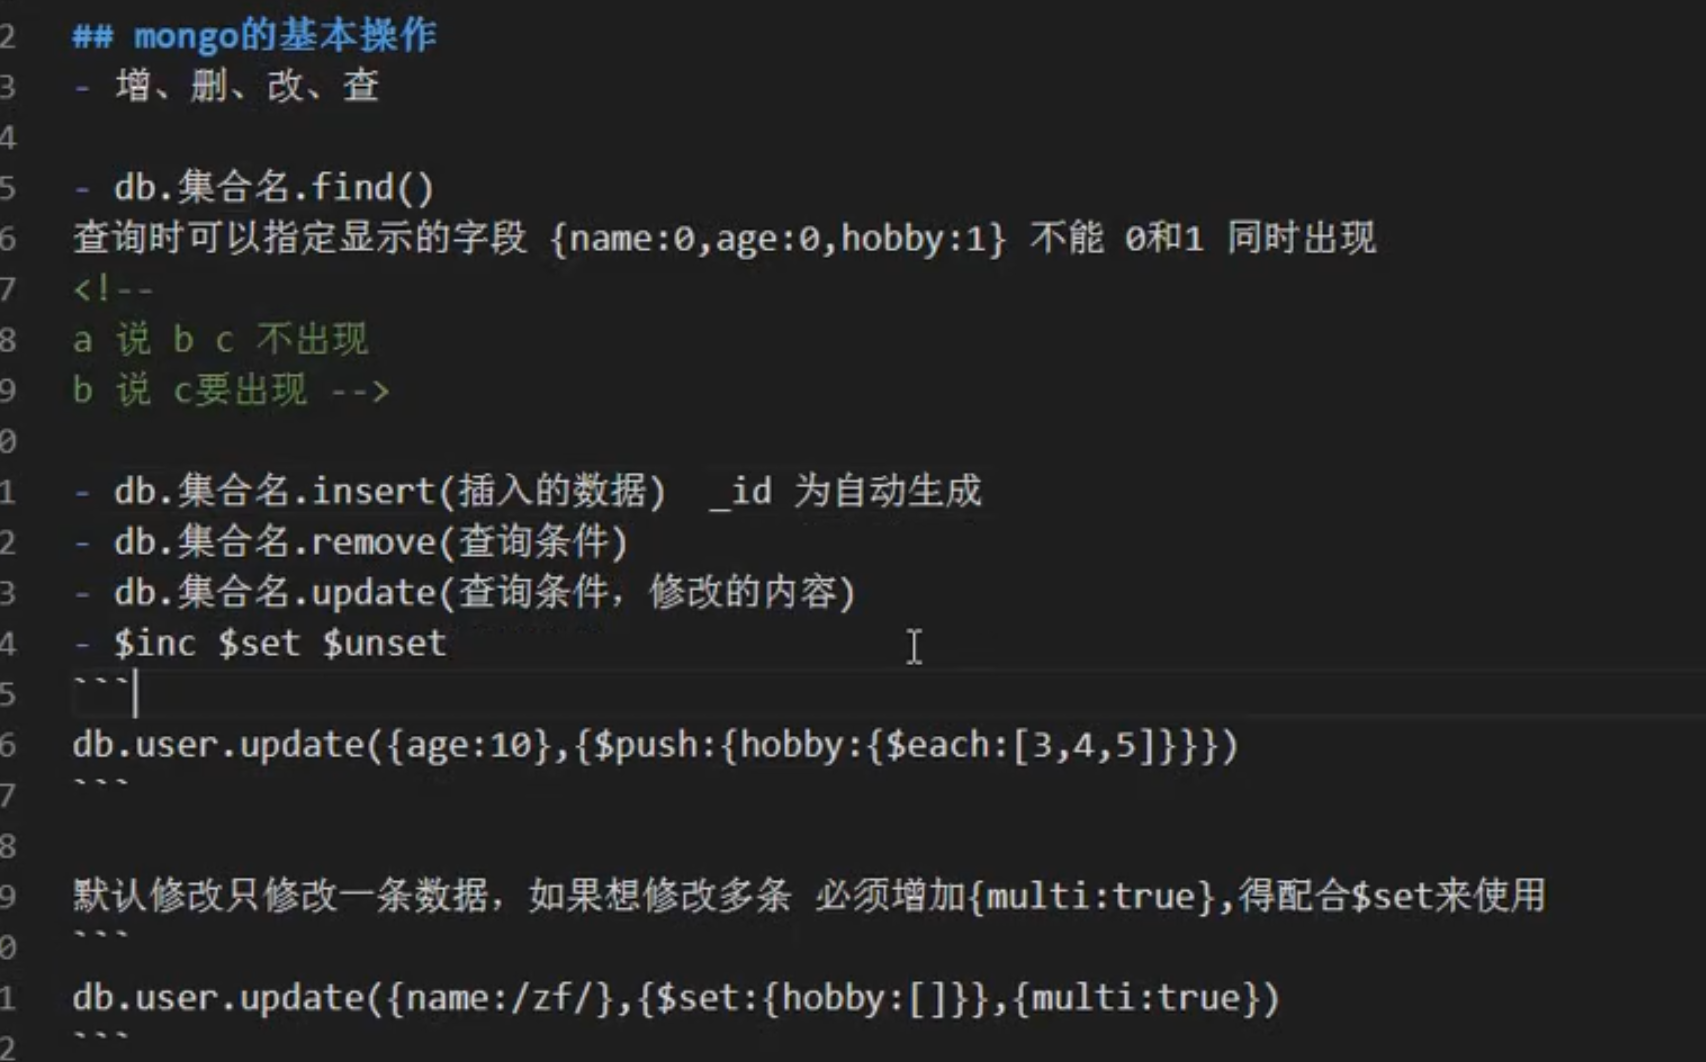 2 ## mongo的基本操作
3 - 增、删、改、查
4
5 - db.集合名.find()
6 查询时可以指定显示的字段 {name:0,age:0,hobby:1} 不能 0和1 同时出现
7 <!--
8 a 说 b c 不出现
9 b 说 c要出现 -->
0
1 - db.集合名.insert(插入的数据)  _id 为自动生成
2 - db.集合名.remove(查询条件)
3 - db.集合名.update(查询条件，修改的内容)
4 - $inc $set $unset
5 ```
6 db.user.update({age:10},{$push:{hobby:{$each:[3,4,5]}}})
7 ```
8
9 默认修改只修改一条数据，如果想修改多条 必须增加{multi:true},得配合$set来使用
0 ```
1 db.user.update({name:/zf/},{$set:{hobby:[]}},{multi:true})
2 ```